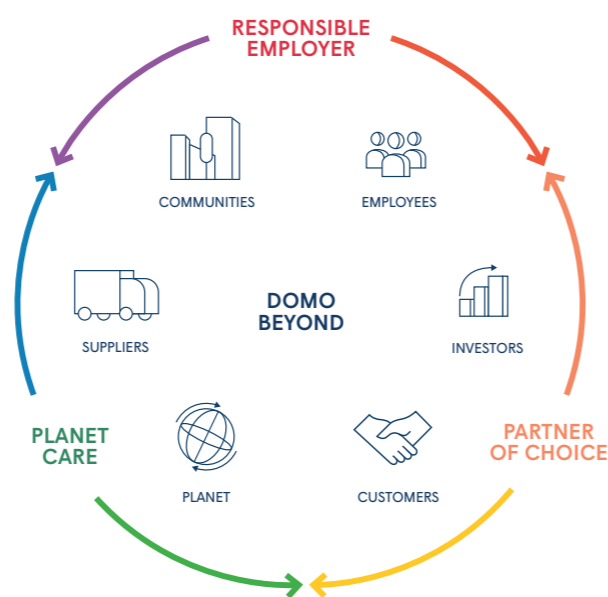 RESPONSIBLE
EMPLOYER
COMMUNITIES
EMPLOYEES
SUPPLIERS
DOMO
BEYOND
INVESTORS
PLANET
CARE
PARTNER
OF CHOICE
PLANET
CUSTOMERS